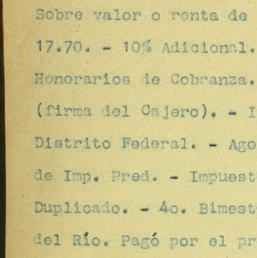 Sobre valor o renta de
17.70. - 10% Adicional.
Honorarios de Cobranza.
(firma del Cajero). - I
Distrito Federal. - Ago
de Imp. Pred. - Impuest
Duplicado. - 4o. Bimest
del Río. Pagó por el pr